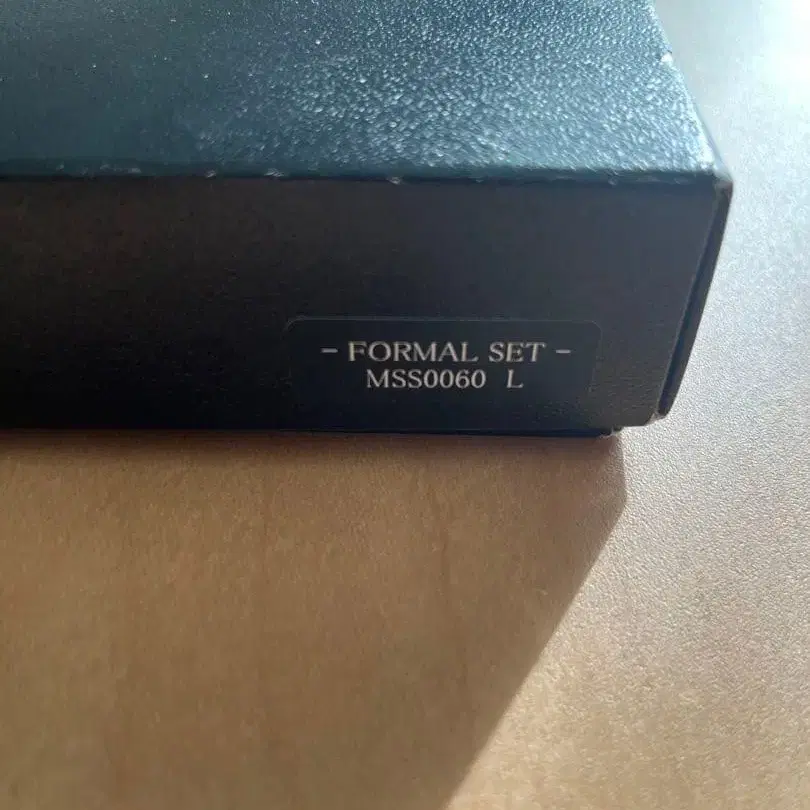 - FORMAL SET -
MSS0060 L